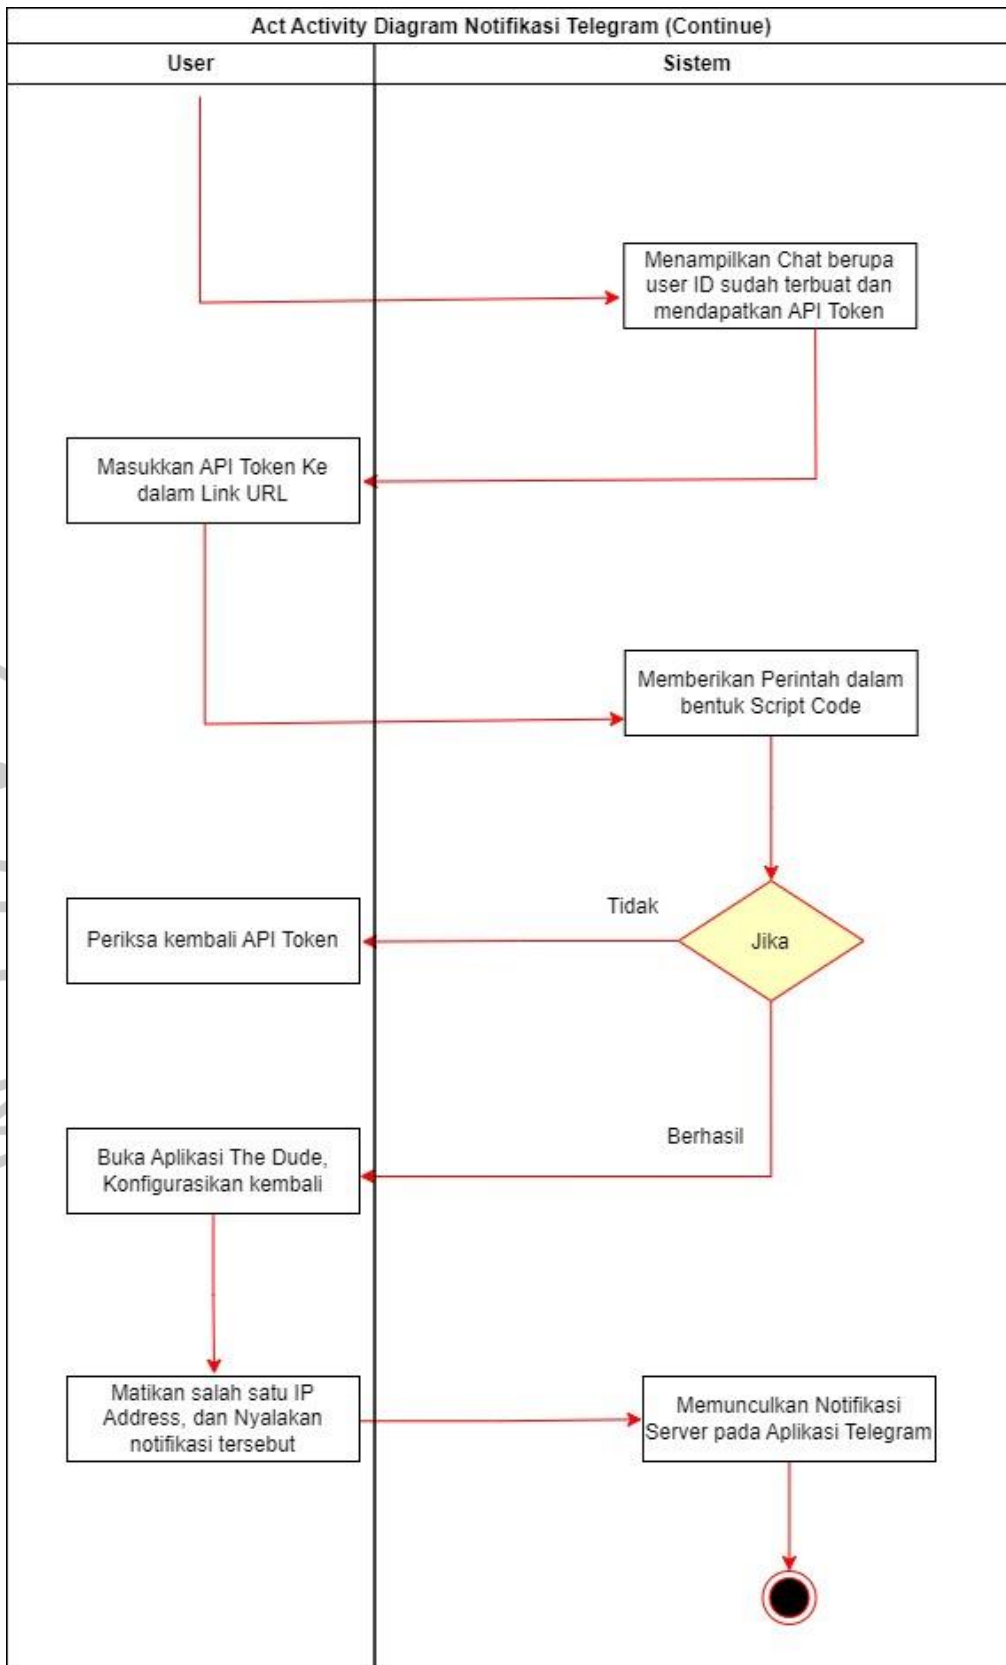 Act Activity Diagram Notifikasi Telegram (Continue)
User
Sistem
Menampilkan Chat berupa
user ID sudah terbuat dan
mendapatkan API Token
Masukkan API Token Ke
dalam Link URL
Memberikan Perintah dalam
bentuk Script Code
Tidak
Jika
Periksa kembali API Token
Berhasil
Buka Aplikasi The Dude,
Konfigurasikan kembali
Matikan salah satu IP
Address, dan Nyalakan
notifikasi tersebut
Memunculkan Notifikasi
Server pada Aplikasi Telegram